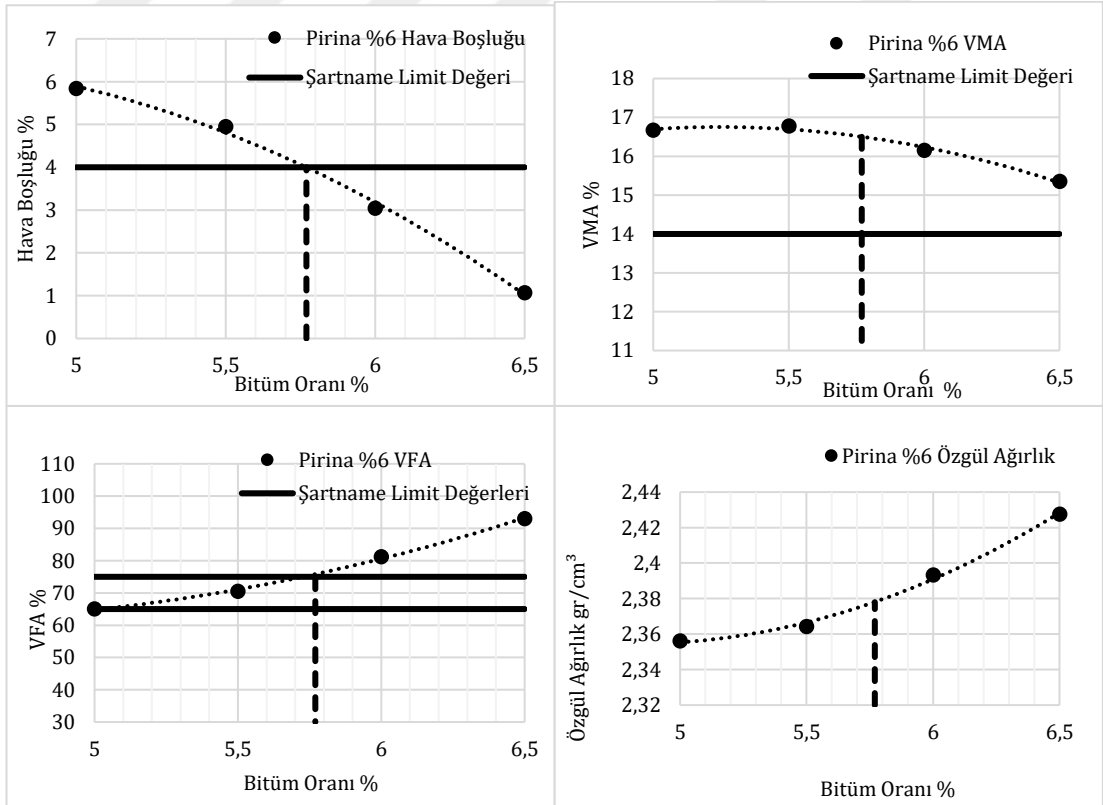 Pirina %6 Hava Boşluğu
Şartname Limit Değeri
7
6
5
4
3
2
1
0
Hava Boşluğu %
5 5,5 6 6,5
Bitüm Oranı %
Pirina %6 VMA
Şartname Limit Değeri
18
17
16
15
14
13
12
11
VMA %
5 5,5 6 6,5
Bitüm Oranı %
Pirina %6 VFA
Şartname Limit Değerleri
110
100
90
80
70
60
50
40
30
VFA %
5 5,5 6 6,5
Bitüm Oranı %
Pirina %6 Özgül Ağırlık
2,44
2,42
2,4
2,38
2,36
2,34
2,32
Özgül Ağırlık gr/cm³
5 5,5 6 6,5
Bitüm Oranı %